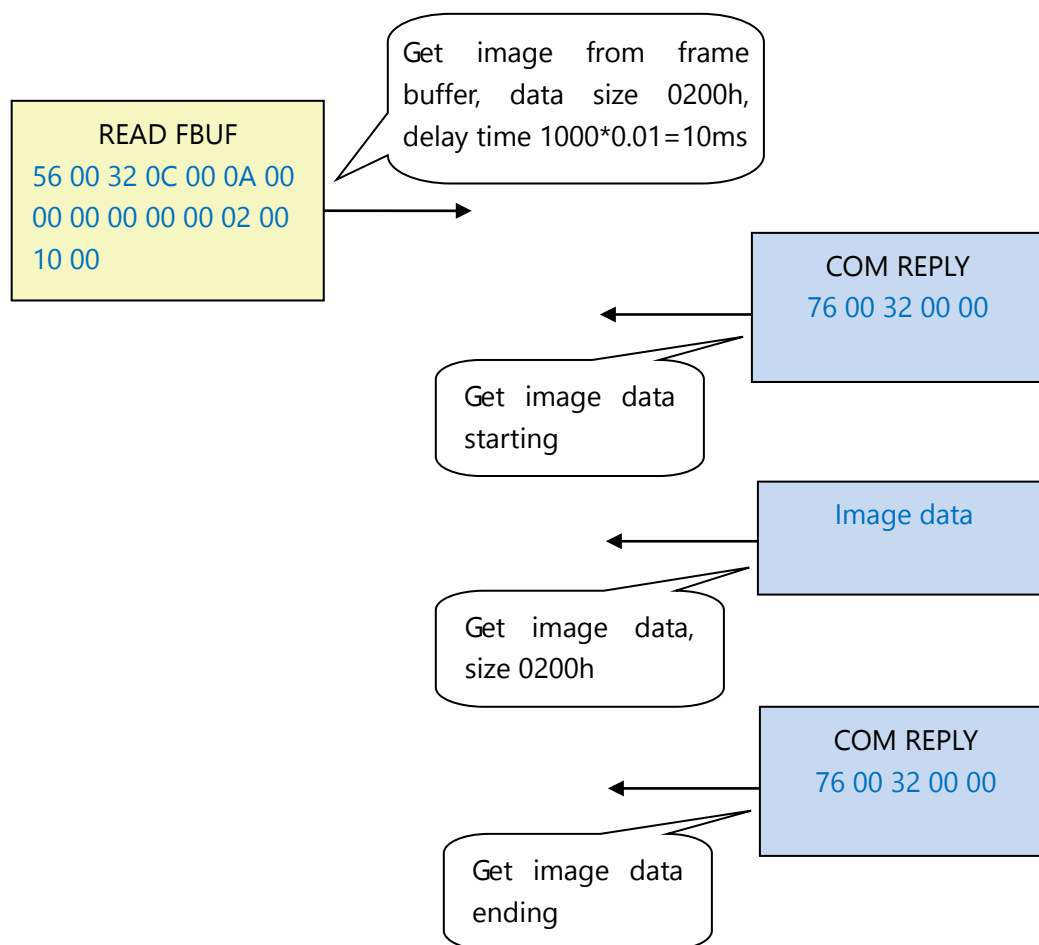 Get image from frame
buffer, data size 0200h,
delay time 1000*0.01=10ms
READ FBUF
56 00 32 0C 00 0A 00
00 00 00 00 00 02 00
10 00
COM REPLY
76 00 32 00 00
Get image data
starting
Image data
Get image data,
size 0200h
COM REPLY
76 00 32 00 00
Get image data
ending